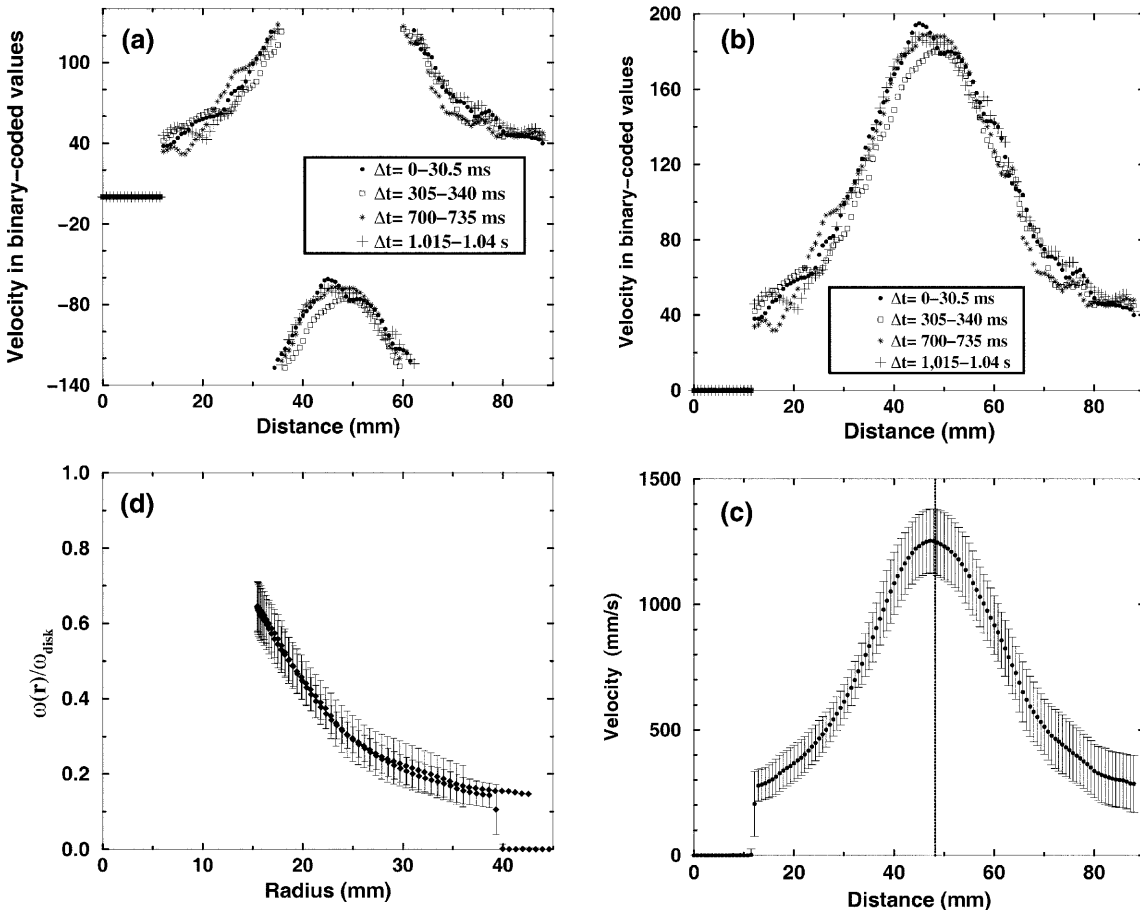 (a)
Velocity in binary-coded values
100
40
−20
−80
−140
Δt= 0−30.5 ms
Δt= 305−340 ms
Δt= 700−735 ms
Δt= 1.015−1.04 s
0 20 40 60 80
Distance (mm)
(b)
Velocity in binary-coded values
200
160
120
80
40
0
Δt= 0−30.5 ms
Δt= 305−340 ms
Δt= 700−735 ms
Δt= 1,015−1.04 s
0 20 40 60 80
Distance (mm)
(d)
ω(r)/ω disk
1.0
0.8
0.6
0.4
0.2
0.0
0 10 20 30 40
Radius (mm)
(c)
Velocity (mm/s)
1500
1000
500
0
0 20 40 60 80
Distance (mm)